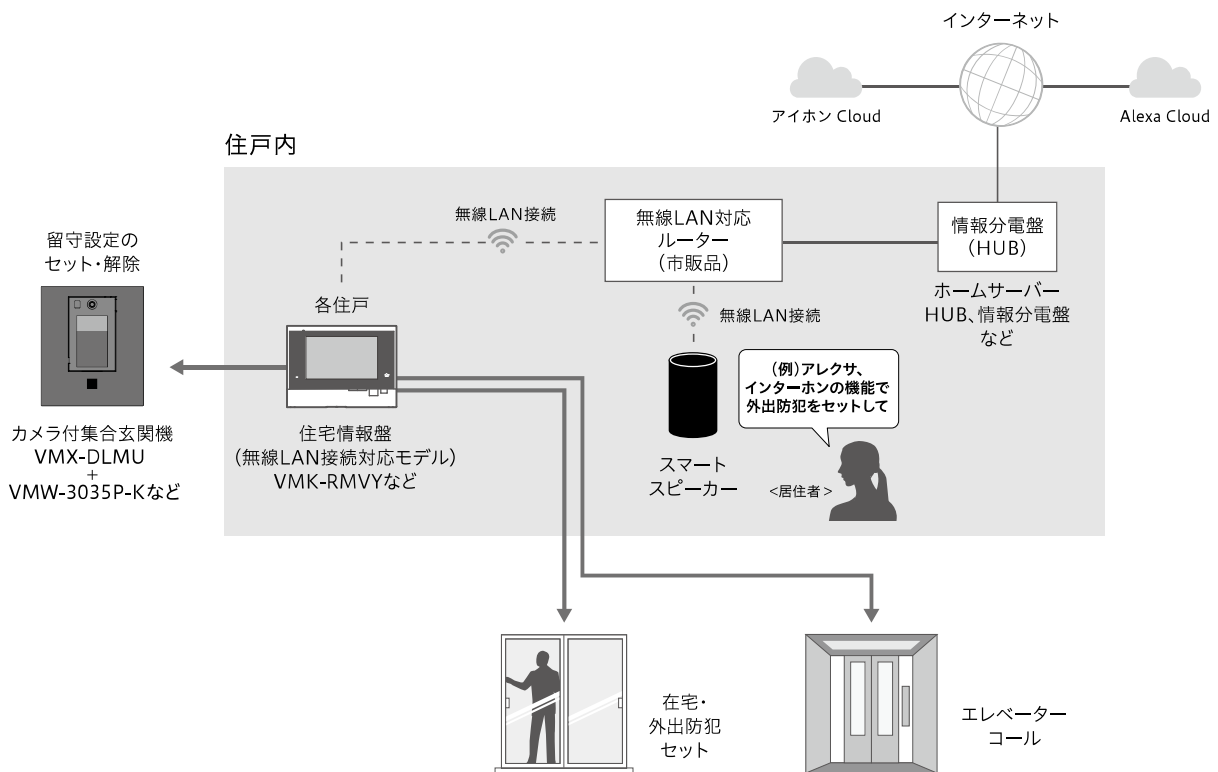 インターネット
アイホン Cloud
Alexa Cloud
住戸内
無線LAN接続
無線LAN対応
ルーター
（市販品）
情報分電盤
（HUB）
ホームサーバー
HUB、情報分電盤
など
留守設定の
セット・解除
各住戸
無線LAN接続
（例）アレクサ、
インターホンの機能で
外出防犯をセットして
カメラ付集合玄関機
VMX-DLMU
+
VMW-3035P-Kなど
住宅情報盤
（無線LAN接続対応モデル）
VMK-RMVYなど
スマート
スピーカー
<居住者>
在宅・
外出防犯
セット
エレベーター
コール